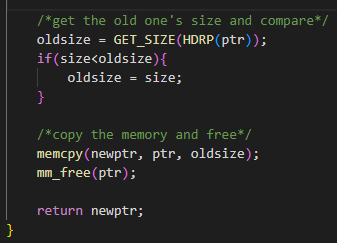 /*get the old one's size and compare*/
oldsize = GET_SIZE(HDRP(ptr));
if(size<oldsize){
oldsize = size;
}
/*copy the memory and free*/
memcpy(newptr, ptr, oldsize);
mm_free(ptr);
return newptr;
}